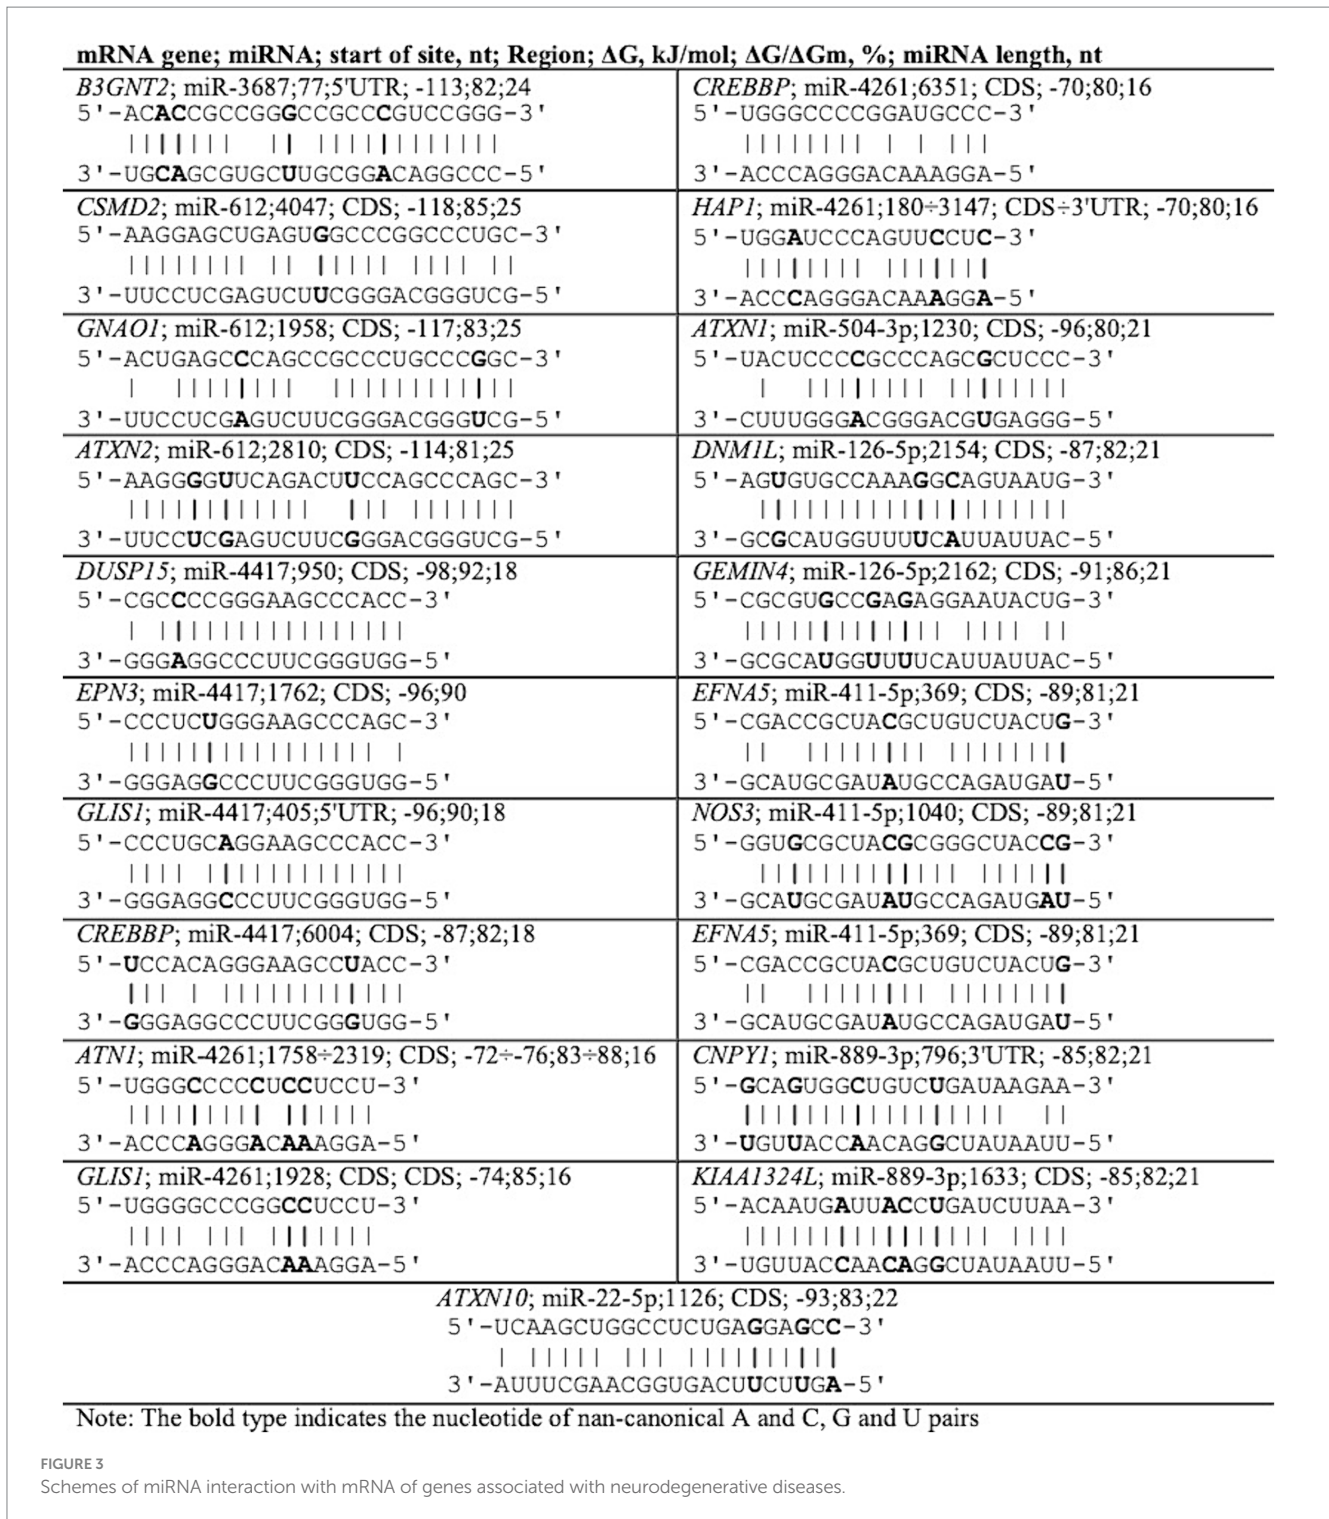 mRNA gene; miRNA; start of site, nt; Region; ΔG, kJ/mol; ΔG/ΔGm, %; miRNA length, nt
B3GNT2; miR-3687;77;5'UTR; -113;82;24
5'-ACACCGCCGGGGCCGCCCCGUCCGGG-3'
3'-UGCAGCGUGCUUGCGGACAGGCCC-5'
CREBBP; miR-4261;6351; CDS; -70;80;16
5'-UGGGCCCCGGAUGCCC-3'
3'-ACCCAGGGACAAAGGA-5'
CSMD2; miR-612;4047; CDS; -118;85;25
5'-AAGGAGCUGAGUGGCCCGGCCCUGC-3'
3'-UUCCUCGAGUCUUCGGGACGGGUCG-5'
HAP1; miR-4261;180÷3147; CDS÷3'UTR; -70;80;16
5'-UGGAUCCCAGUUCCUC-3'
3'-ACCCAGGGACAAAGGA-5'
GNAO1; miR-612;1958; CDS; -117;83;25
5'-ACUGAGCCCAGCCGCCCUGCCCGGC-3'
3'-UUCCUCGAGUCUUCGGGACGGGUCG-5'
ATXN1; miR-504-3p;1230; CDS; -96;80;21
5'-UACUCCCCGCCCAGCGCUCCC-3'
3'-CUUUGGGACGGGACGUGAGGG-5'
ATXN2; miR-612;2810; CDS; -114;81;25
5'-AAGGGGUUCAGACUUCCAGCCCAGC-3'
3'-UUCCUCGAGUCUUCGGGACGGGUCG-5'
DNM1L; miR-126-5p;2154; CDS; -87;82;21
5'-AGUGUGCCAAAGGCAGUAAUG-3'
3'-GCGCAUGGUUUUCAUUAUUAC-5'
DUSP15; miR-4417;950; CDS; -98;92;18
5'-CGCCCCGGGAAGCCCACC-3'
3'-GGGAGGCCCUUCGGGUGG-5'
GEMIN4; miR-126-5p;2162; CDS; -91;86;21
5'-CGCGUGCCGAGAGGAAUACUG-3'
3'-GCGCAUGGUUUUCAUUAUUAC-5'
EPN3; miR-4417;1762; CDS; -96;90
5'-CCCUCUGGGAAGCCCAGC-3'
3'-GGGAGGCCCUUCGGGUGG-5'
EFNA5; miR-411-5p;369; CDS; -89;81;21
5'-CGACCGCUACGCUGUCUACUG-3'
3'-GCAUGCGAUAUGCCAGAUGAU-5'
GLIS1; miR-4417;405;5'UTR; -96;90;18
5'-CCCUGCAGGAAGCCCACC-3'
3'-GGGAGGCCCUUCGGGUGG-5'
NOS3; miR-411-5p;1040; CDS; -89;81;21
5'-GGUGCGCUACGCGGGCUACCG-3'
3'-GCAUGCGAUAUGCCAGAUGAU-5'
CREBBP; miR-4417;6004; CDS; -87;82;18
5'-UCCACAGGGAAGCCUACC-3'
3'-GGGAGGCCCUUCGGGUGG-5'
EFNA5; miR-411-5p;369; CDS; -89;81;21
5'-CGACCGCUACGCUGUCUACUG-3'
3'-GCAUGCGAUAUGCCAGAUGAU-5'
ATN1; miR-4261;1758÷2319; CDS; -72÷-76;83÷88;16
5'-UGGGCCCCCUCCUCCU-3'
3'-ACCCAGGGACAAAGGA-5'
CNPY1; miR-889-3p;796;3'UTR; -85;82;21
5'-GCAGUGGCUGUCUGAUAAGAA-3'
3'-UGUUACCAACAGGCUAUAAUU-5'
GLIS1; miR-4261;1928; CDS; CDS; -74;85;16
5'-UGGGGCCCGGCCUCCU-3'
3'-ACCCAGGGACAAAGGA-5'
KIAA1324L; miR-889-3p;1633; CDS; -85;82;21
5'-ACAAUGAUUACCUGAUCUUAA-3'
3'-UGUUACCAACAGGCUAUAAUU-5'
ATXN10; miR-22-5p;1126; CDS; -93;83;22
5'-UCAAGCUGGCCUCUGAGGAGCC-3'
3'-AUUUCGAACGGUGACUUCUUGA-5'
Note: The bold type indicates the nucleotide of nan-canonical A and C, G and U pairs
FIGURE 3
Schemes of miRNA interaction with mRNA of genes associated with neurodegenerative diseases.